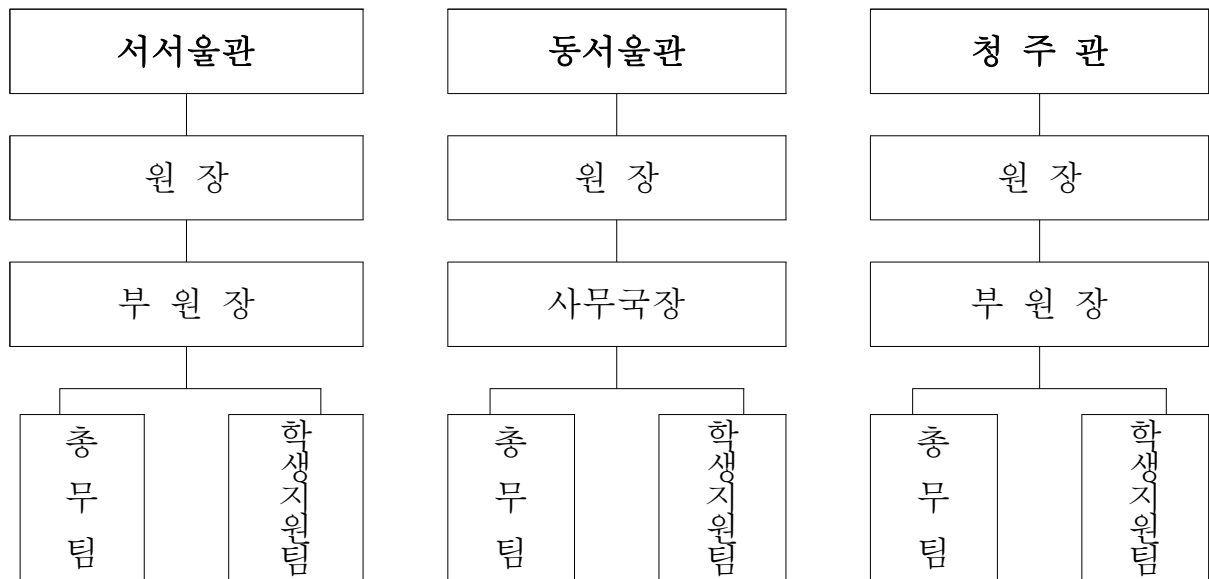 서서울관
동서울관
청 주 관
원 장
원 장
원 장
부 원 장
사무국장
부 원 장
총무팀
학생지원팀
총무팀
학생지원팀
총무팀
학생지원팀